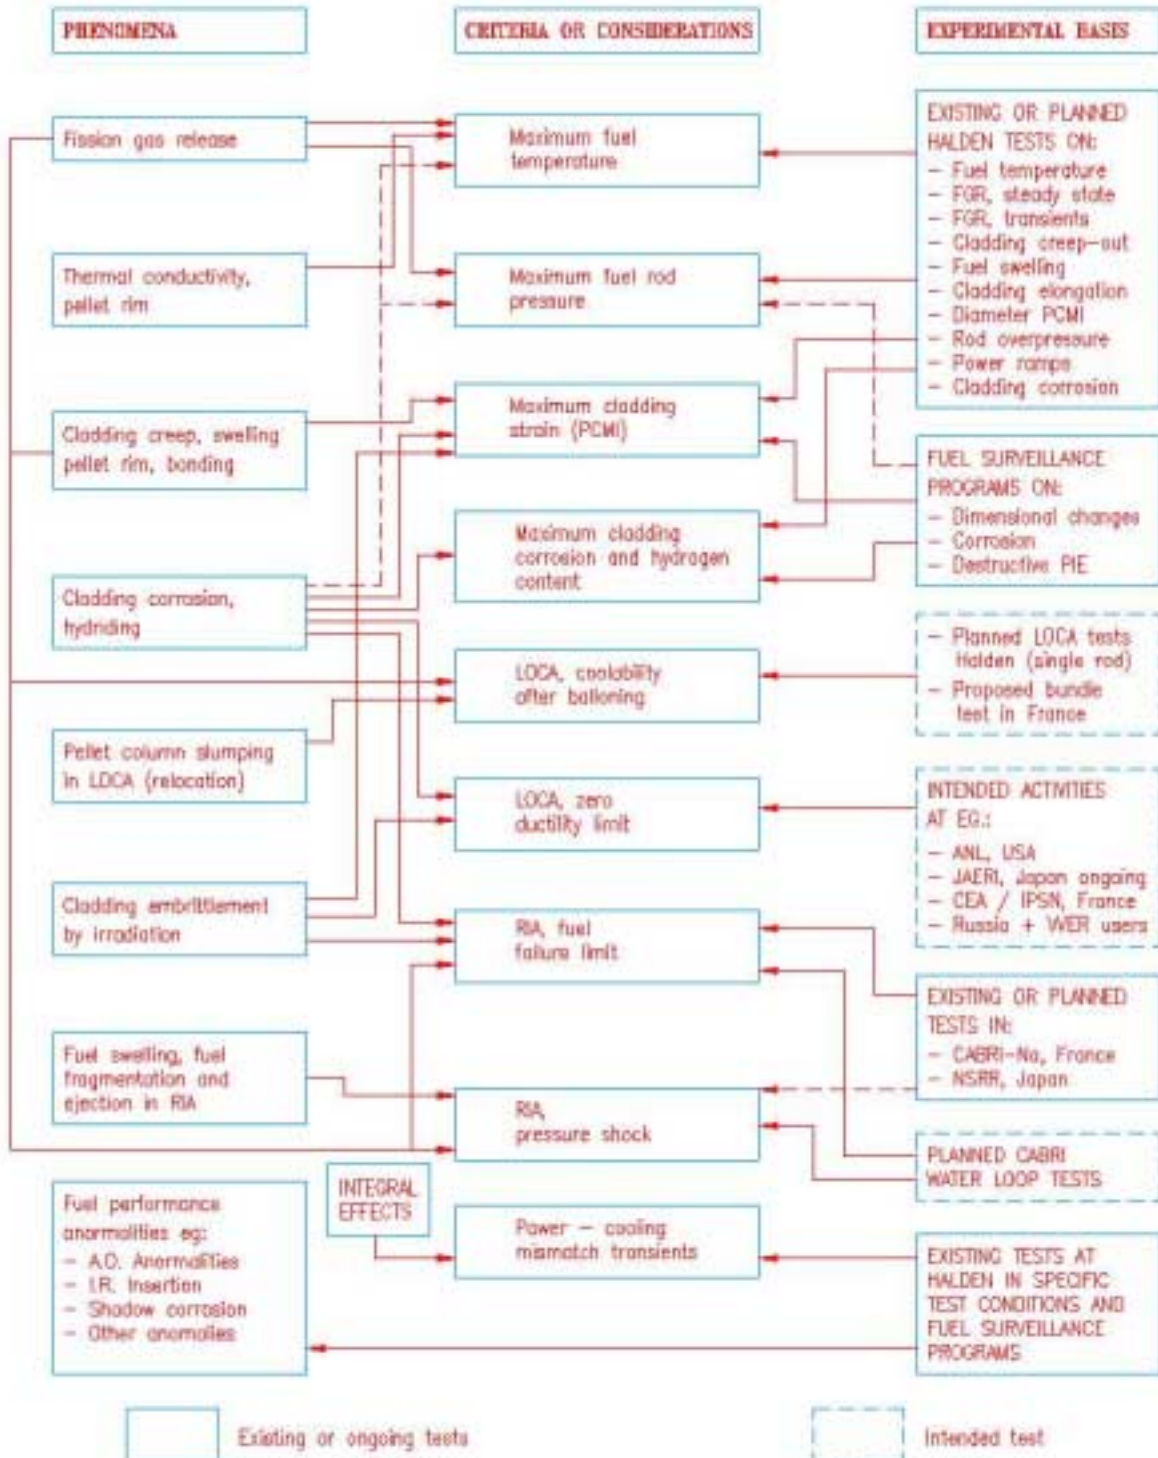 PHENOMENA
CRITERIA OR CONSIDERATIONS
EXPERIMENTAL BASIS
Fission gas release
Thermal conductivity,
pellet rim
Cladding creep, swelling
pellet rim, bonding
Cladding corrosion,
hydriding
Pellet column slumping
in LOCA (relocation)
Cladding embrittlement
by irradiation
Fuel swelling, fuel
fragmentation and
ejection in RIA
Fuel performance
anormalities eg:
- A.O. Anormalities
- I.R. Insertion
- Shadow corrosion
- Other anomalies
INTEGRAL
EFFECTS
Maximum fuel
temperature
Maximum fuel rod
pressure
Maximum cladding
strain (PCMI)
Maximum cladding
corrosion and hydrogen
content
LOCA, coolability
after balloning
LOCA, zero
ductility limit
RIA, fuel
failure limit
RIA,
pressure shock
Power - cooling
mismatch transients
EXISTING OR PLANNED
HALDEN TESTS ON:
- Fuel temperature
- FGR, steady state
- FGR, transients
- Cladding creep-out
- Fuel swelling
- Cladding elongation
- Diameter PCMI
- Rod overpressure
- Power ramps
- Cladding corrosion
FUEL SURVEILLANCE
PROGRAMS ON:
- Dimensional changes
- Corrosion
- Destructive PIE
- Planned LOCA tests
Halden (single rod)
- Proposed bundle
test in France
INTENDED ACTIVITIES
AT EG.:
- ANL, USA
- JAERI, Japan ongoing
- CEA / IPSN, France
- Russia + VVER users
EXISTING OR PLANNED
TESTS IN:
- CABRI-Na, France
- NSRR, Japan
PLANNED CABRI
WATER LOOP TESTS
EXISTING TESTS AT
HALDEN IN SPECIFIC
TEST CONDITIONS AND
FUEL SURVEILLANCE
PROGRAMS
Existing or ongoing tests
Intended test